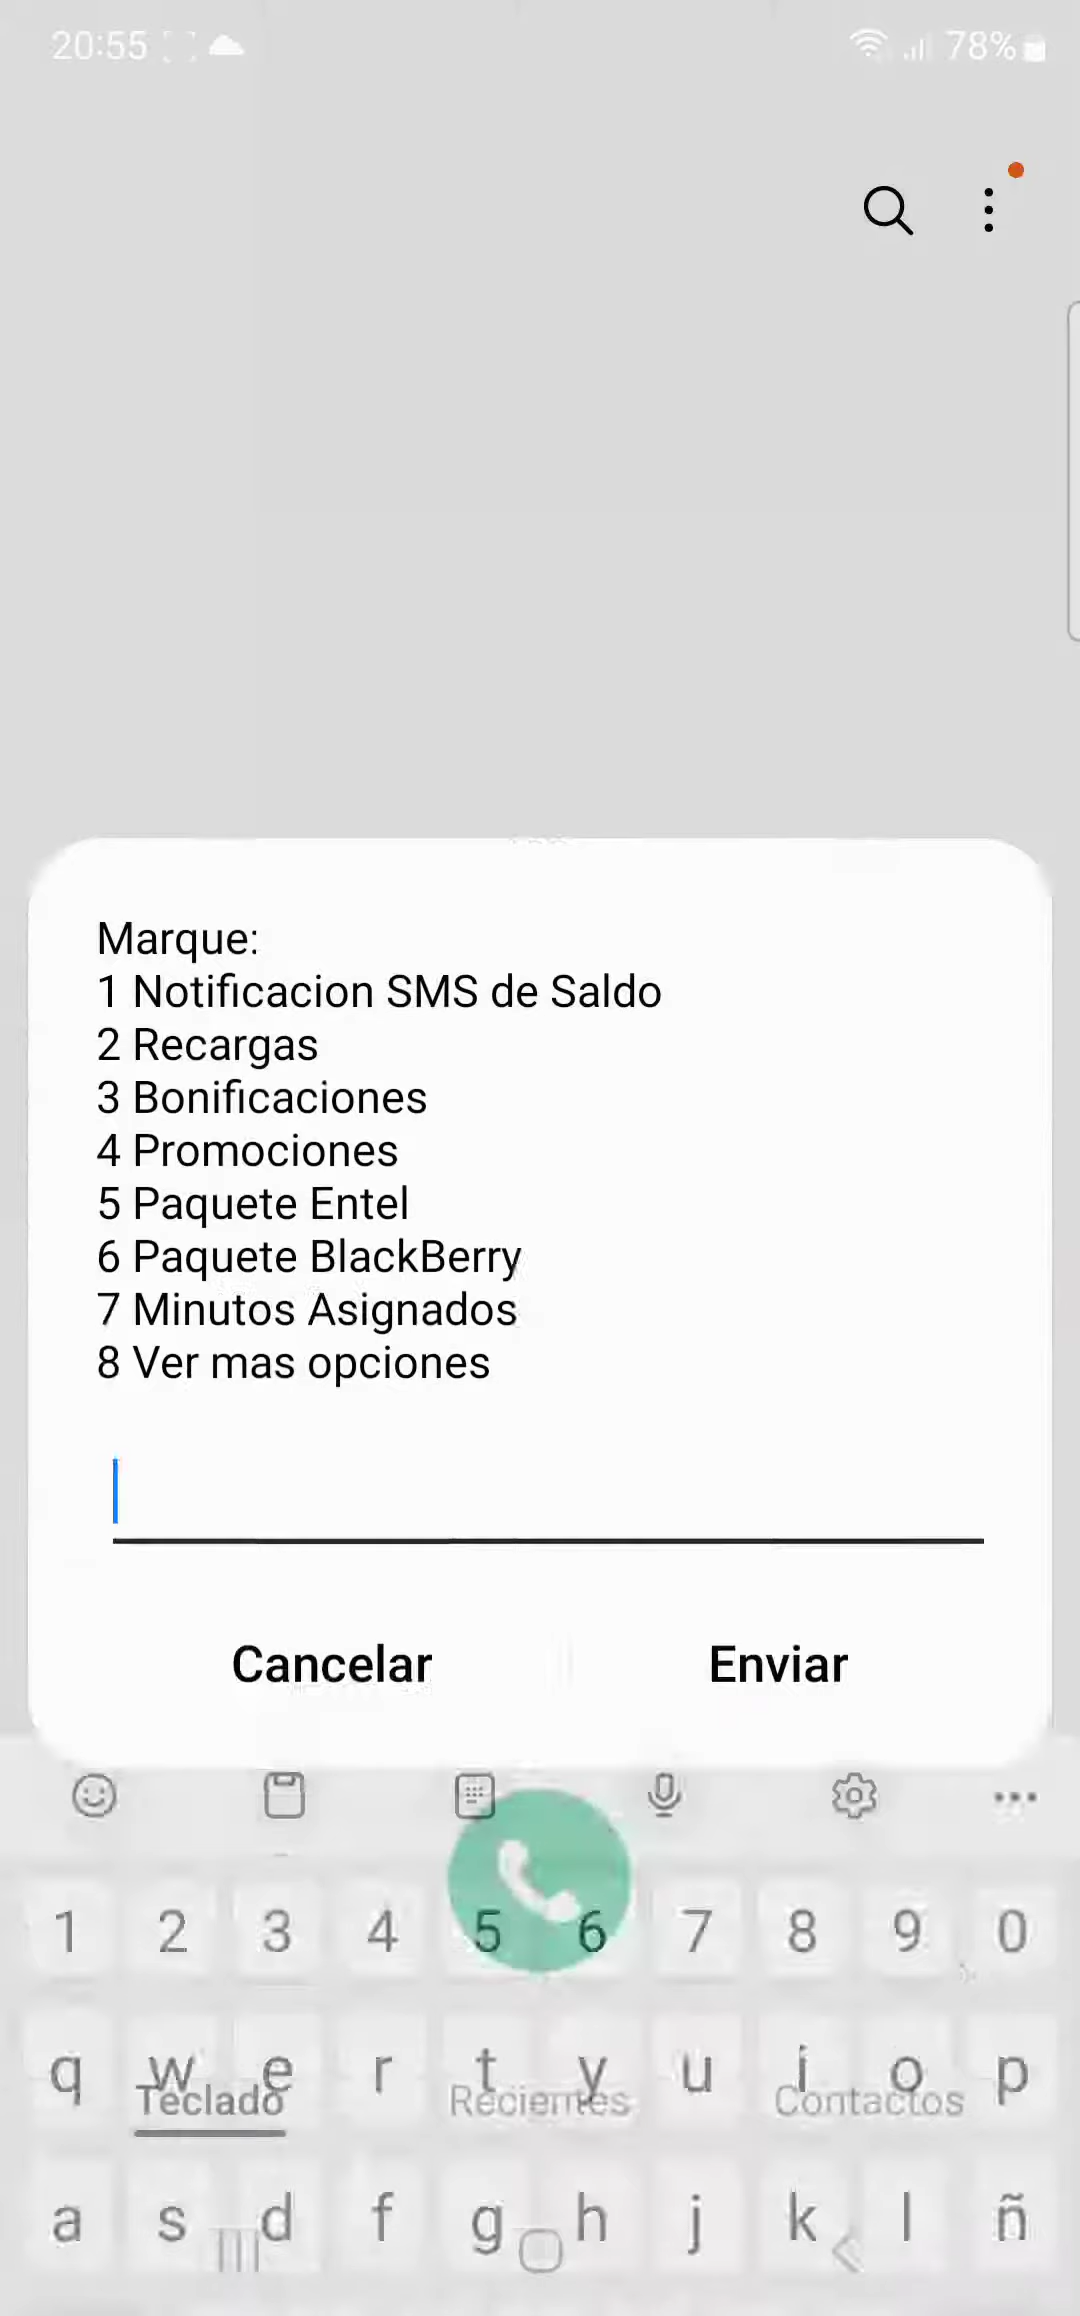 20:55
78%
Marque:
1 Notificacion SMS de Saldo
2 Recargas
3 Bonificaciones
4 Promociones
5 Paquete Entel
6 Paquete BlackBerry
7 Minutos Asignados
8 Ver mas opciones
Cancelar Enviar
1 2 3 4 5 6 7 8 9 0
q w e r t y u i o p
Teclado Recientes Contactos
a s d f g h j k l ñ